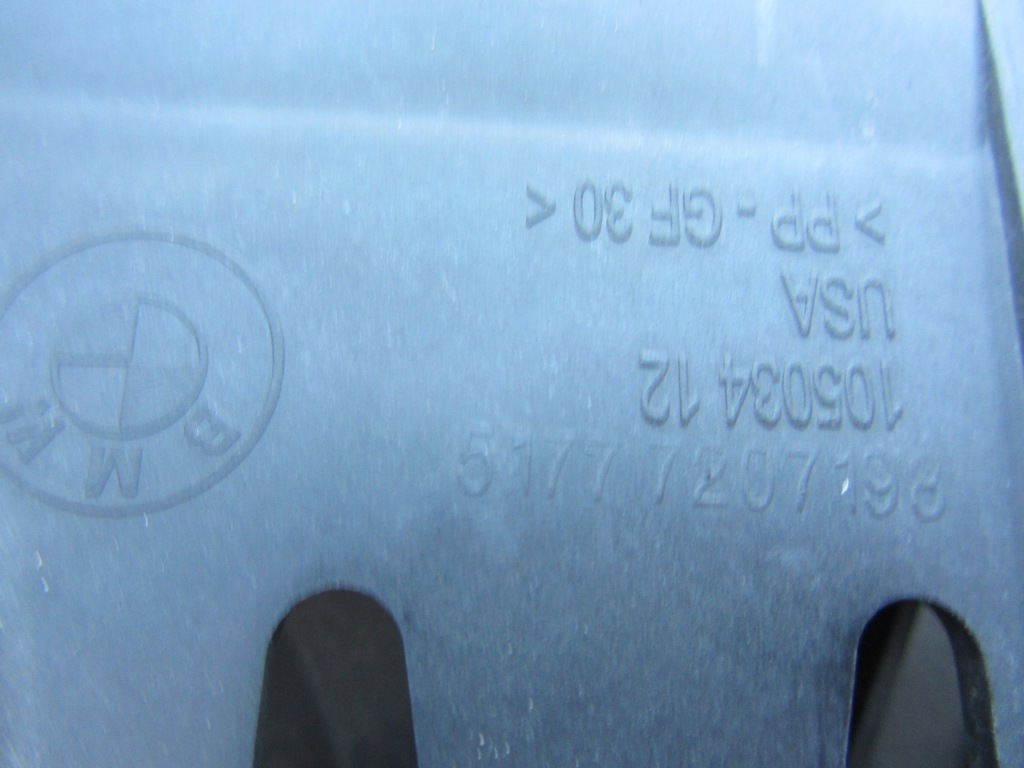 >PP - GF 30<
USA
105034 12
5177 7207193
BMW